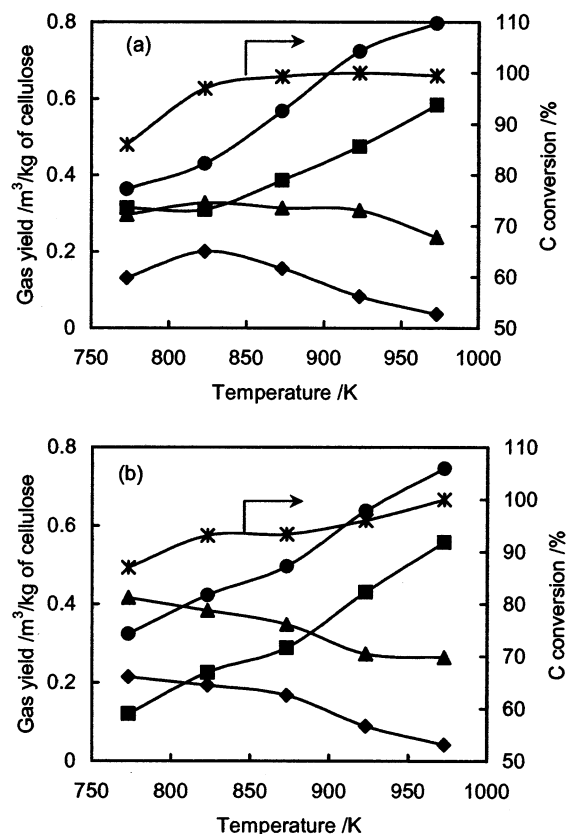 (a)
Gas yield /m³/kg of cellulose
0.8
0.6
0.4
0.2
0
110
100
90
80
70
60
50
C conversion /%
750 800 850 900 950 1000
Temperature /K
(b)
Gas yield /m³/kg of cellulose
0.8
0.6
0.4
0.2
0
110
100
90
80
70
60
50
C conversion /%
750 800 850 900 950 1000
Temperature /K